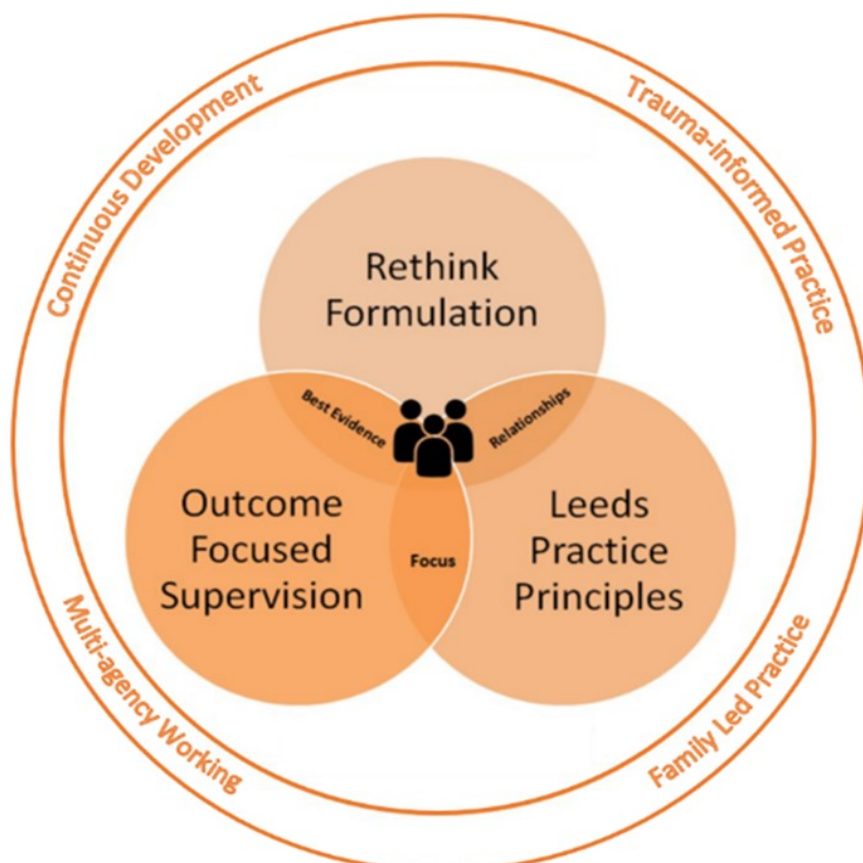 Continuous Development
Trauma-informed Practice
Rethink
Formulation
Best Evidence
Relationships
Outcome
Focused
Supervision
Focus
Leeds
Practice
Principles
Multi-agency Working
Family Led Practice